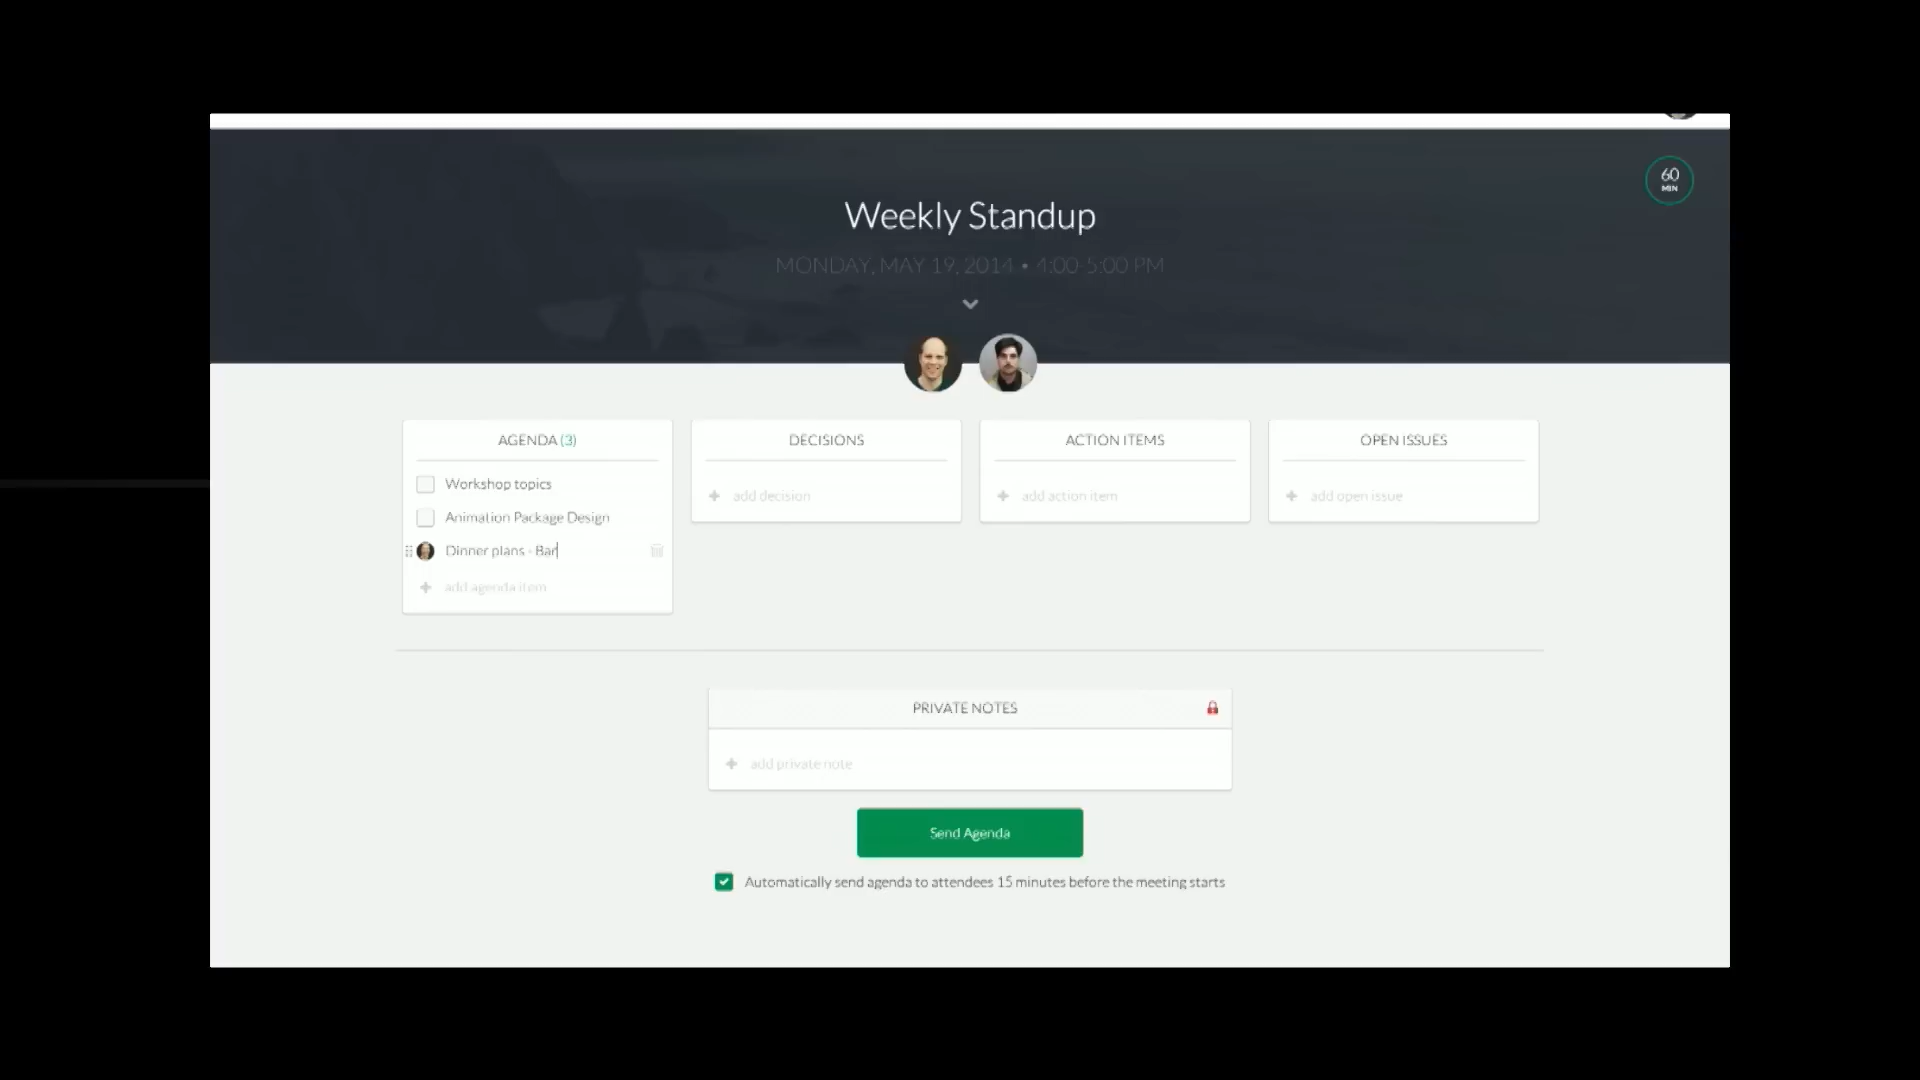 60
MIN
Weekly Standup
MONDAY, MAY 19, 2014 • 4:00-5:00 PM
AGENDA (3)
Workshop topics
Animation Package Design
Dinner plans - Bar
add agenda item
DECISIONS
add decision
ACTION ITEMS
add action item
OPEN ISSUES
add open issue
PRIVATE NOTES
add private note
Send Agenda
Automatically send agenda to attendees 15 minutes before the meeting starts